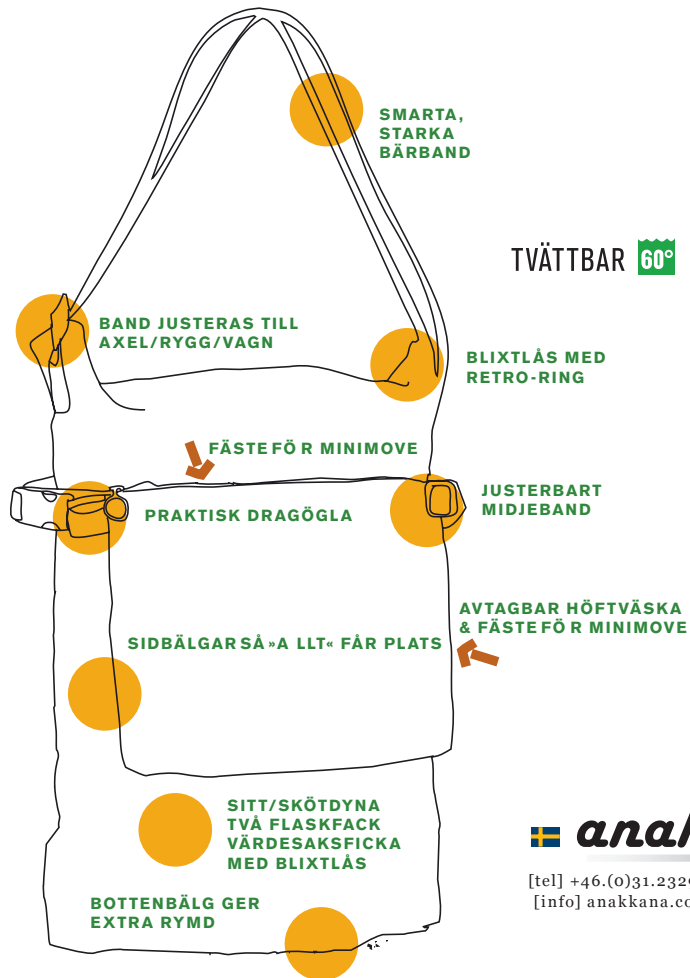 SMARTA,
STARKA
BÄRBAND
TVÄTTBAR 60°
BAND JUSTERAS TILL
AXEL/RYGG/VAGN
BLIXTLÅS MED
RETRO-RING
FÄSTE FÖR MINIMOVE
PRAKTISK DRAGÖGLA
JUSTERBART
MIDJEBAND
AVTAGBAR HÖFTVÄSKA
& FÄSTE FÖR MINIMOVE
SIDBÄLGAR SÅ »ALLT« FÅR PLATS
SITT/SKÖTDYNA
TVÅ FLASKFACK
VÄRDESAKSFICKA
MED BLIXTLÅS
BOTTENBÄLG GER
EXTRA RYMD
[tel] +46.(0)31.232
[info] anakkana.co